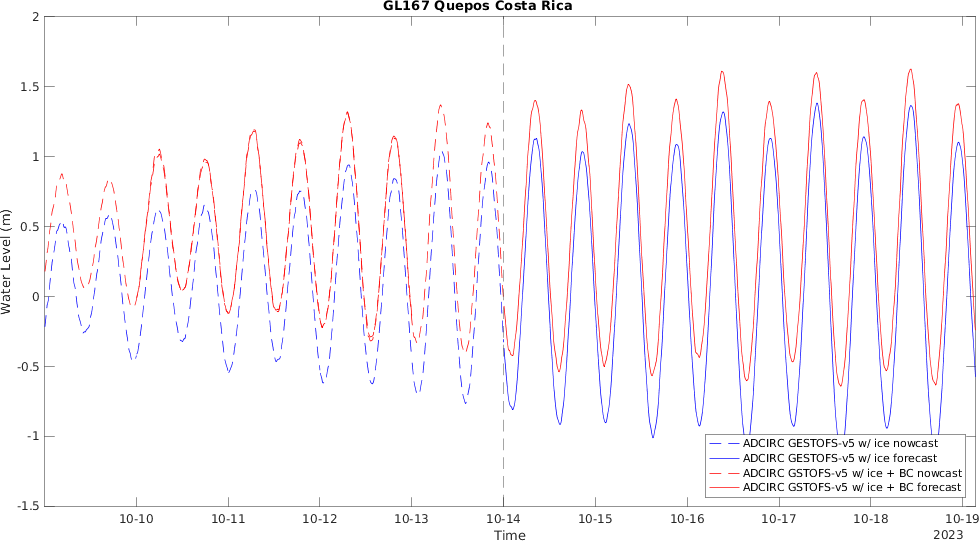 GL167 Quepos Costa Rica
2
1.5
1
0.5
0
-0.5
-1
-1.5
Water Level (m)
ADCIRC GESTOFS-v5 w/ ice nowcast
ADCIRC GESTOFS-v5 w/ ice forecast
ADCIRC GSTOFS-v5 w/ ice + BC nowcast
ADCIRC GSTOFS-v5 w/ ice + BC forecast
10-10 10-11 10-12 10-13 10-14 10-15 10-16 10-17 10-18 10-19
Time 2023